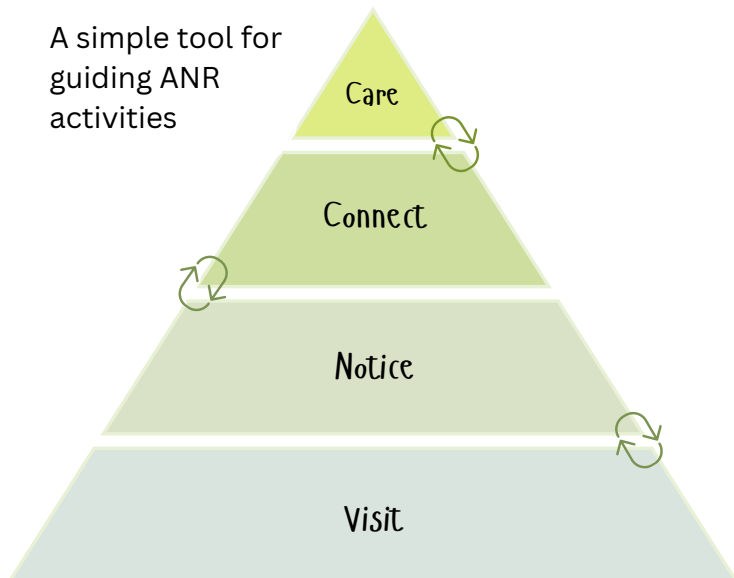 A simple tool for
guiding ANR
activities
Care
Connect
Notice
Visit